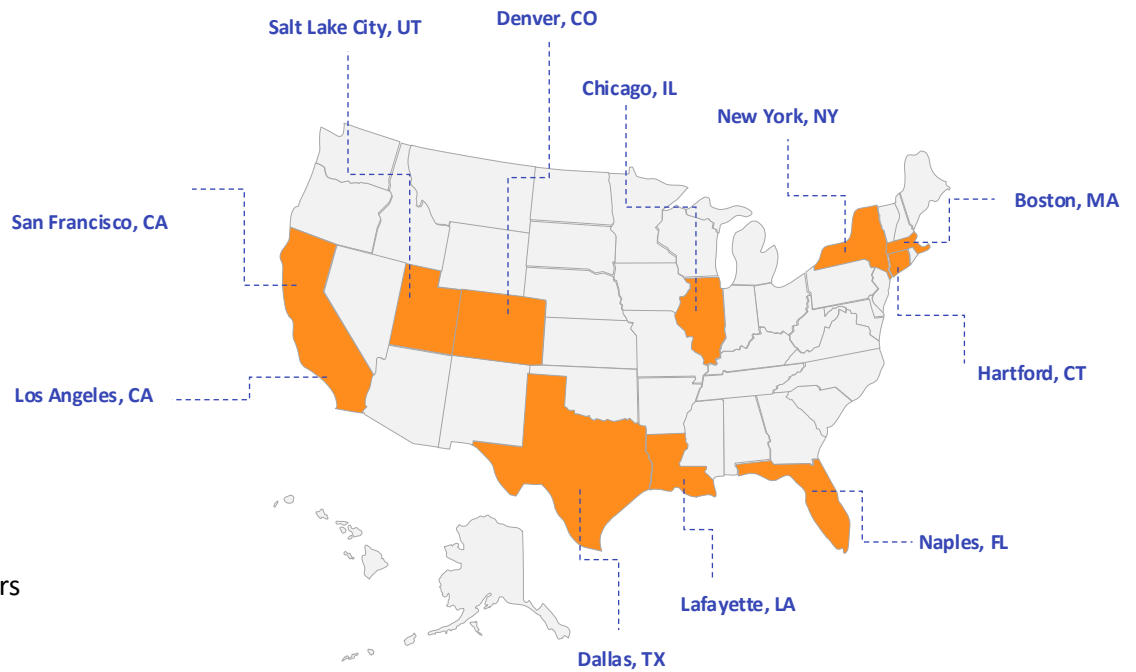 Denver, CO
Salt Lake City, UT
Chicago, IL
New York, NY
Boston, MA
San Francisco, CA
Hartford, CT
Los Angeles, CA
Naples, FL
rs
Lafayette, LA
Dallas, TX